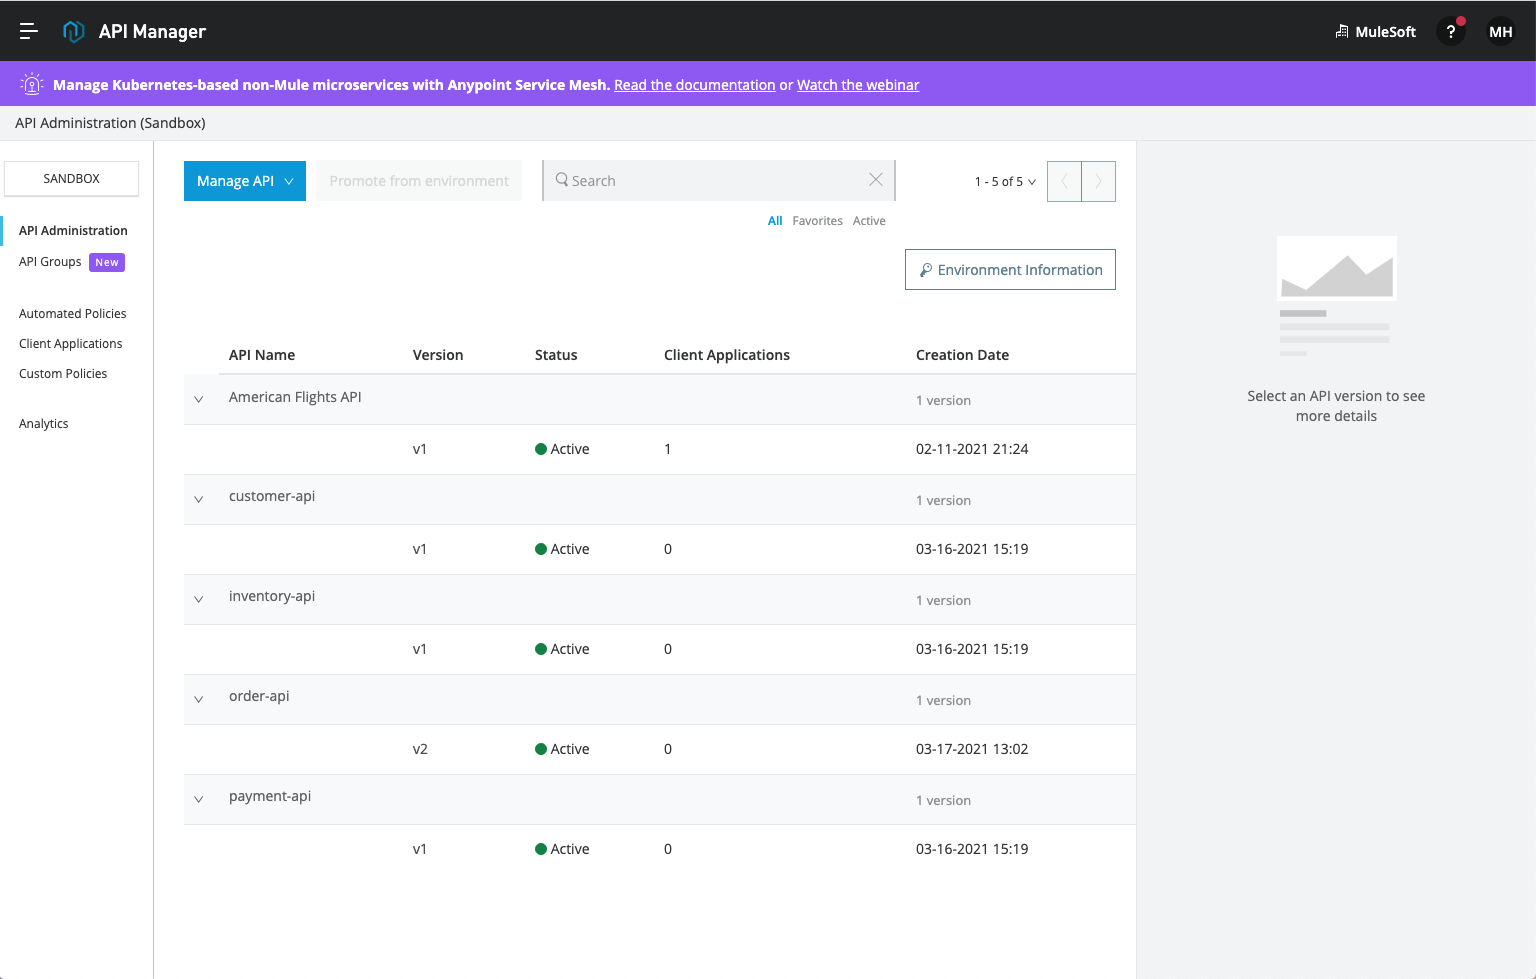 API Manager
MuleSoft
?
MH
Manage Kubernetes-based non-Mule microservices with Anypoint Service Mesh. Read the documentation or Watch the webinar
API Administration (Sandbox)
SANDBOX
API Administration
API Groups New
Automated Policies
Client Applications
Custom Policies
Analytics
Manage API
Promote from environment
Search
1 - 5 of 5
All Favorites Active
Environment Information
API Name Version Status Client Applications Creation Date
American Flights API 1 version
v1 Active 1 02-11-2021 21:24
customer-api 1 version
v1 Active 0 03-16-2021 15:19
inventory-api 1 version
v1 Active 0 03-16-2021 15:19
order-api 1 version
v2 Active 0 03-17-2021 13:02
payment-api 1 version
v1 Active 0 03-16-2021 15:19
Select an API version to see
more details